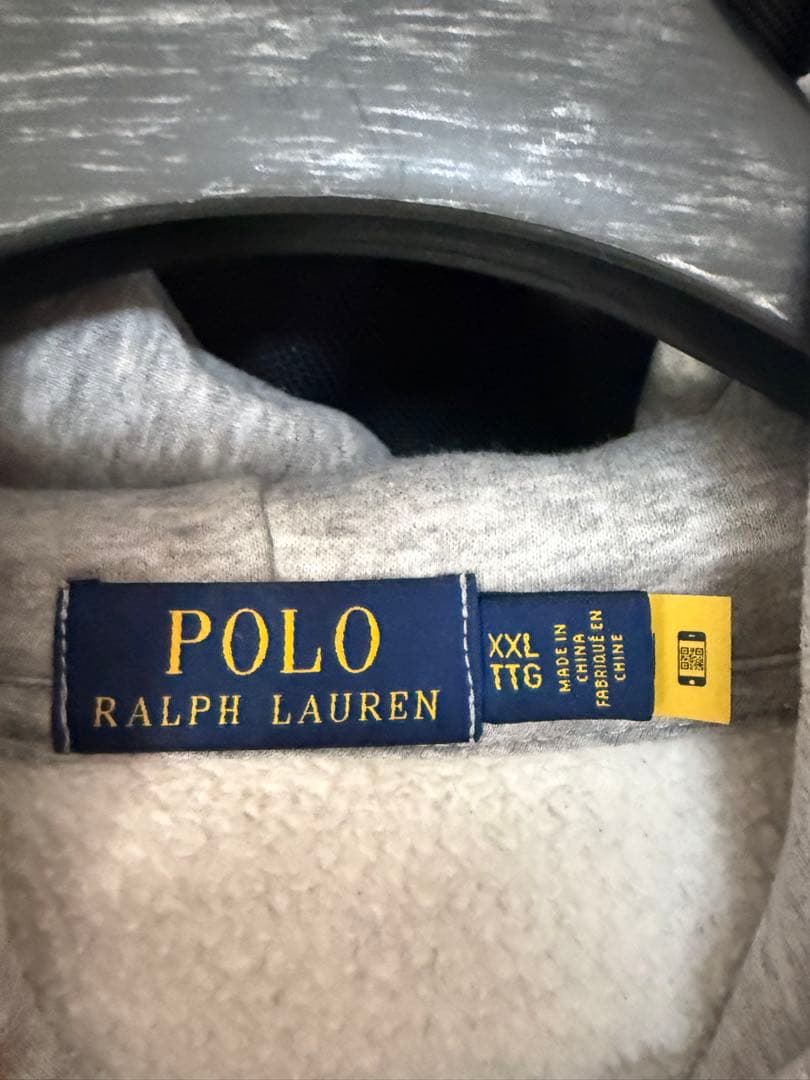 POLO
RALPH LAUREN
XXL
TTG
MADE IN
CHINA
FABRIQUÉ EN
CHINE